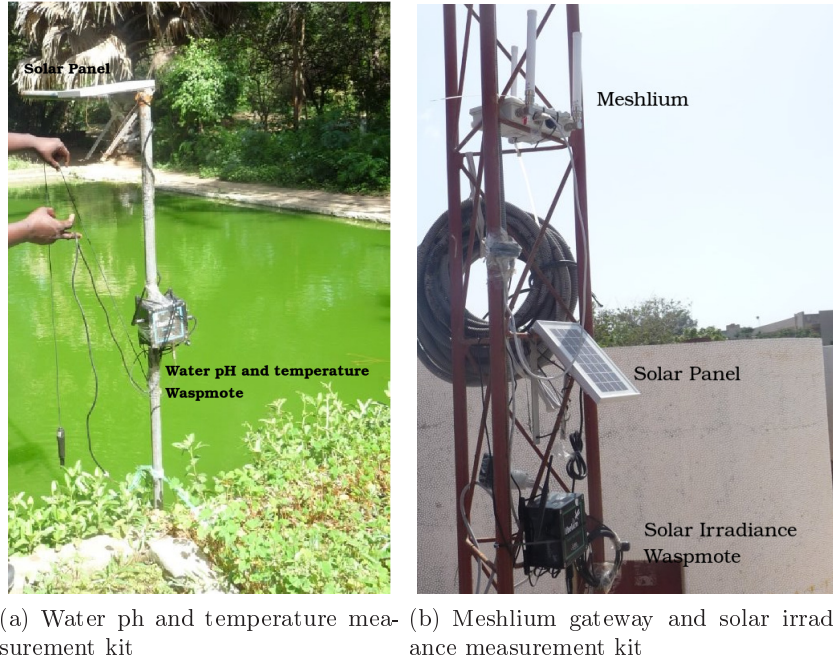 Solar Panel
Water pH and temperature
Waspmote
Meshlium
Solar Panel
Solar Irradiance
Waspmote
(a) Water ph and temperature mea-
surement kit
(b) Meshlium gateway and solar irrad
ance measurement kit